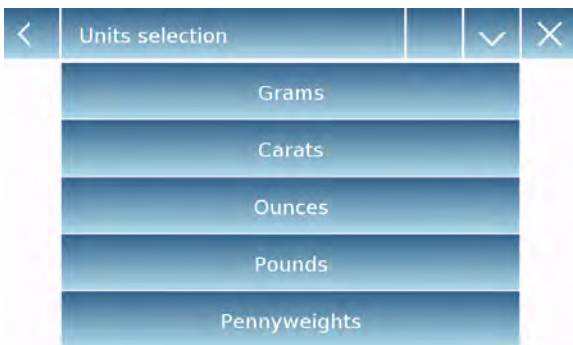 Units selection
Grams
Carats
Ounces
Pounds
Pennyweights